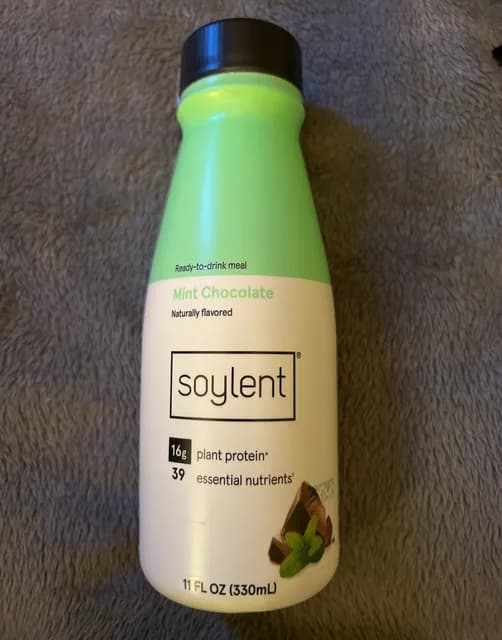 Ready-to-drink meal
Mint Chocolate
Naturally flavored
soylent®
16g plant protein*
39 essential nutrients†
11 FL OZ (330mL)